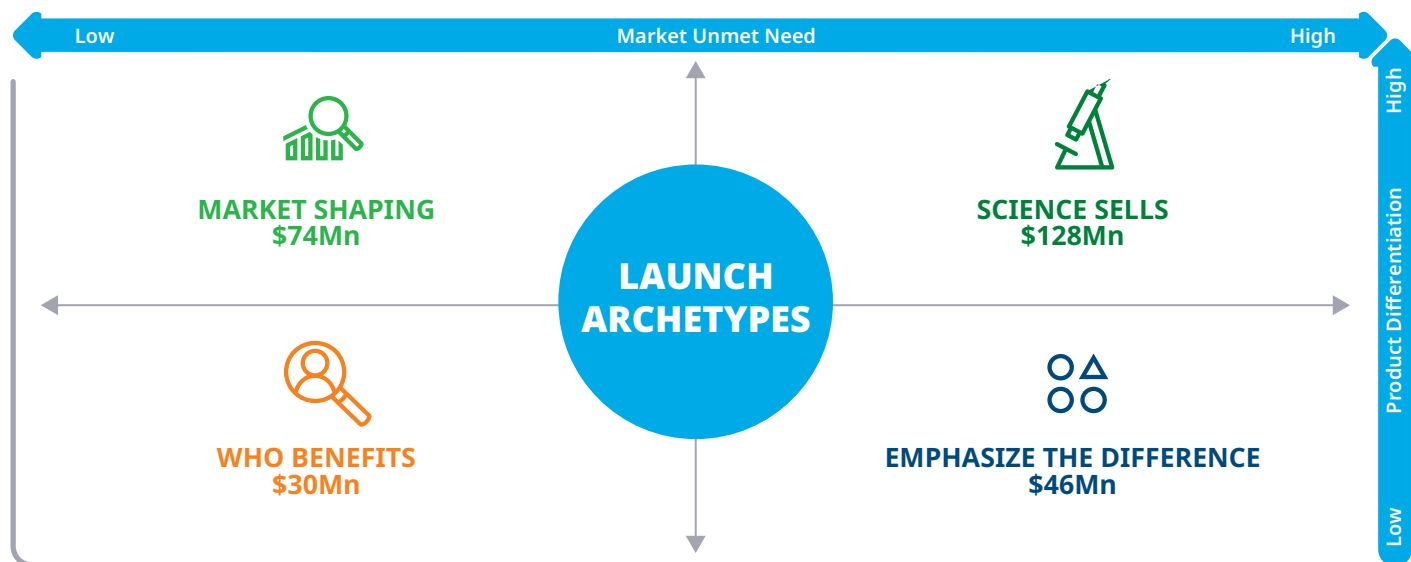 Low
Market Unmet Need
High
High
Product Differentiation
Low
MARKET SHAPING
$74Mn
SCIENCE SELLS
$128Mn
LAUNCH
ARCHETYPES
WHO BENEFITS
$30Mn
EMPHASIZE THE DIFFERENCE
$46Mn